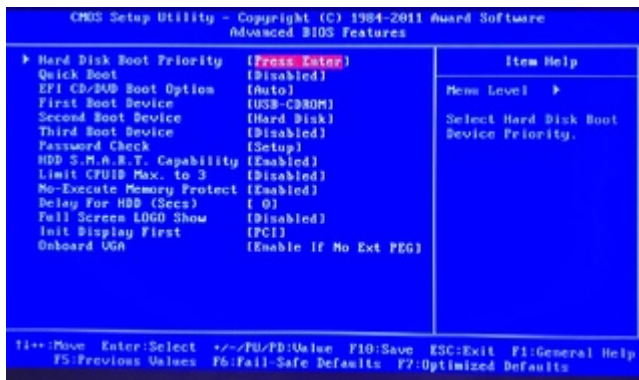 CMOS Setup Utility - Copyright (C) 1984-2011 Award Software
Advanced BIOS Features
Hard Disk Boot Priority [Press Enter]
Quick Boot [Disabled]
EFI CD/DVD Boot Option [Auto]
First Boot Device [USB-CDROM]
Second Boot Device [Hard Disk]
Third Boot Device [Disabled]
Password Check [Setup]
HDD S.M.A.R.T. Capability [Enabled]
Limit CPUID Max. to 3 [Disabled]
No-Execute Memory Protect [Enabled]
Delay For HDD (Secs) [ 0]
Full Screen LOGO Show [Disabled]
Init Display First [PCI]
Onboard VGA [Enable If No Ext PEG]
Item Help
Menu Level
Select Hard Disk Boot
Device Priority.
↑↓→←:Move Enter:Select +/-/PU/PD:Value F10:Save ESC:Exit F1:General Help
F5:Previous Values F6:Fail-Safe Defaults F7:Optimized Defaults